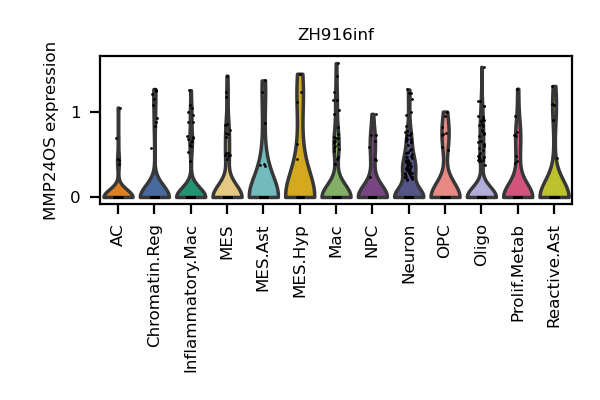 ZH916inf
MMP24OS expression
1
0
AC
Chromatin.Reg
Inflammatory.Mac
MES
MES.Ast
MES.Hyp
Mac
NPC
Neuron
OPC
Oligo
Prolif.Metab
Reactive.Ast